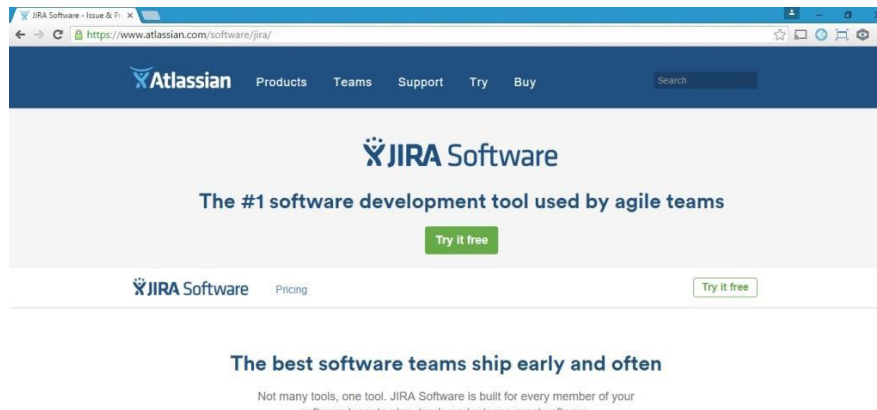 JIRA Software - Issue & Pr
https://www.atlassian.com/software/jira/
Atlassian Products Teams Support Try Buy Search
JIRA Software
The #1 software development tool used by agile teams
Try it free
JIRA Software Pricing Try it free
The best software teams ship early and often
Not many tools, one tool. JIRA Software is built for every member of your